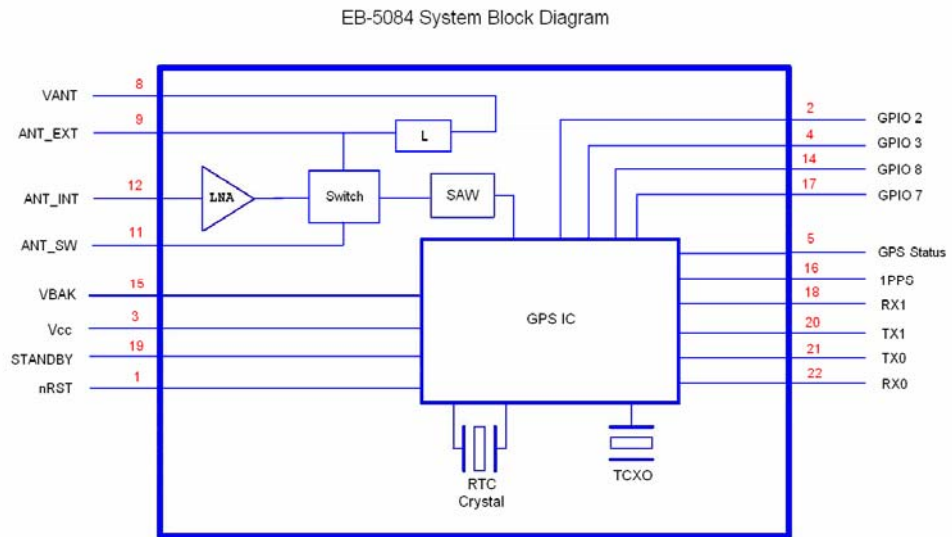 EB-5084 System Block Diagram
8
VANT
9
ANT_EXT
L
12
ANT_INT
LNA
Switch
SAW
11
ANT_SW
15
VBAK
3
Vcc
19
STANDBY
1
nRST
GPS IC
2
GPIO 2
4
GPIO 3
14
GPIO 8
17
GPIO 7
5
GPS Status
16
1PPS
18
RX1
20
TX1
21
TX0
22
RX0
RTC
Crystal
TCXO